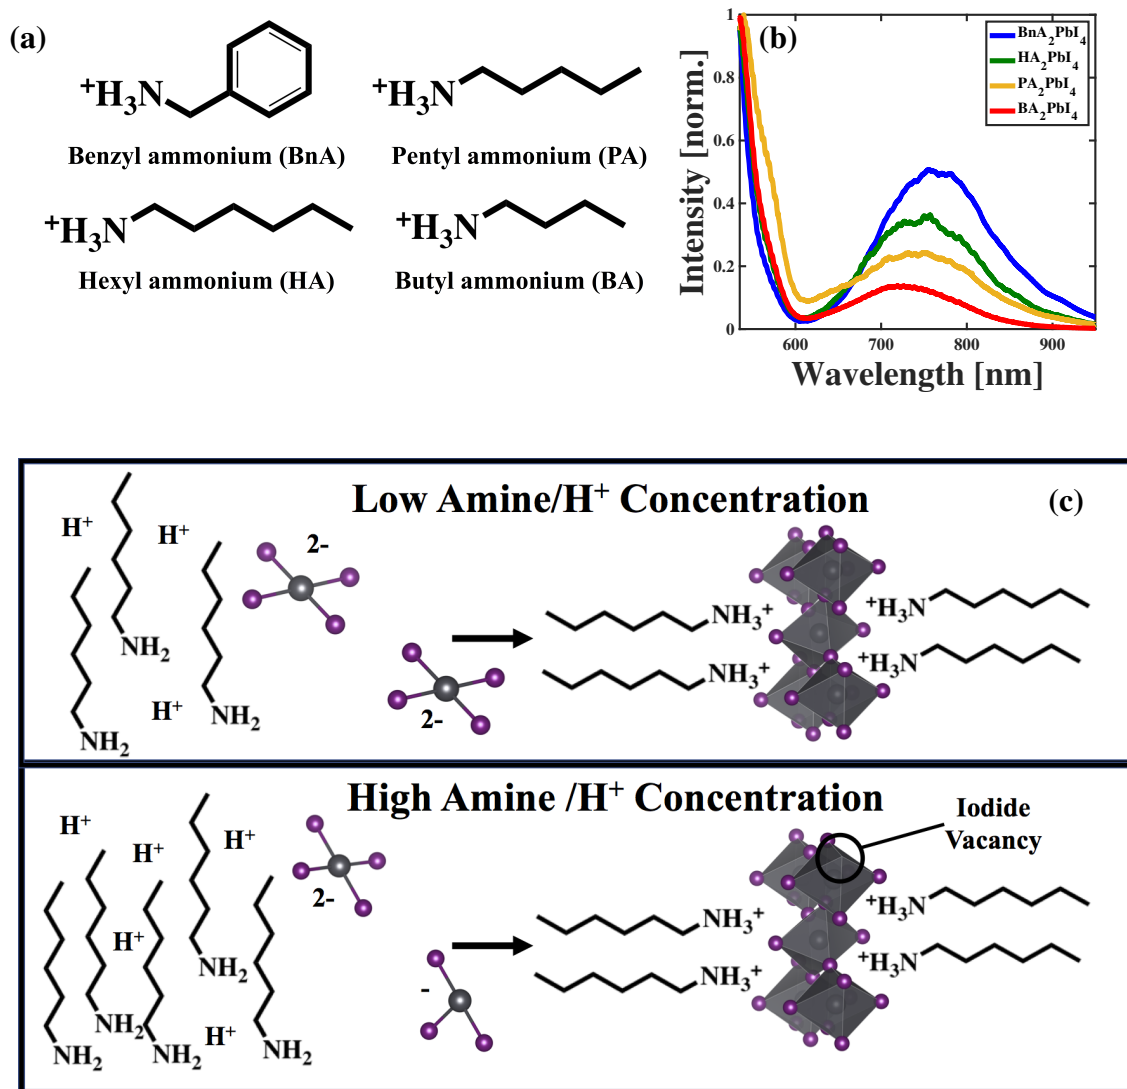 (a)
⁺H₃N
⁺H₃N
Benzyl ammonium (BnA)
Pentyl ammonium (PA)
⁺H₃N
⁺H₃N
Hexyl ammonium (HA)
Butyl ammonium (BA)
(b)
BnA₂PbI₄
HA₂PbI₄
PA₂PbI₄
BA₂PbI₄
Intensity [norm.]
1
0.8
0.6
0.4
0.2
0
600 700 800 900
Wavelength [nm]
Low Amine/H⁺ Concentration
(c)
H⁺
H⁺
2-
NH₃⁺
⁺H₃N
NH₂
NH₃⁺
⁺H₃N
H⁺
NH₂
2-
NH₂
High Amine /H⁺ Concentration
Iodide
Vacancy
H⁺
H⁺
H⁺
2-
H⁺
NH₃⁺
⁺H₃N
NH₂
NH₃⁺
⁺H₃N
-
NH₂
H⁺
NH₂
NH₂
NH₂